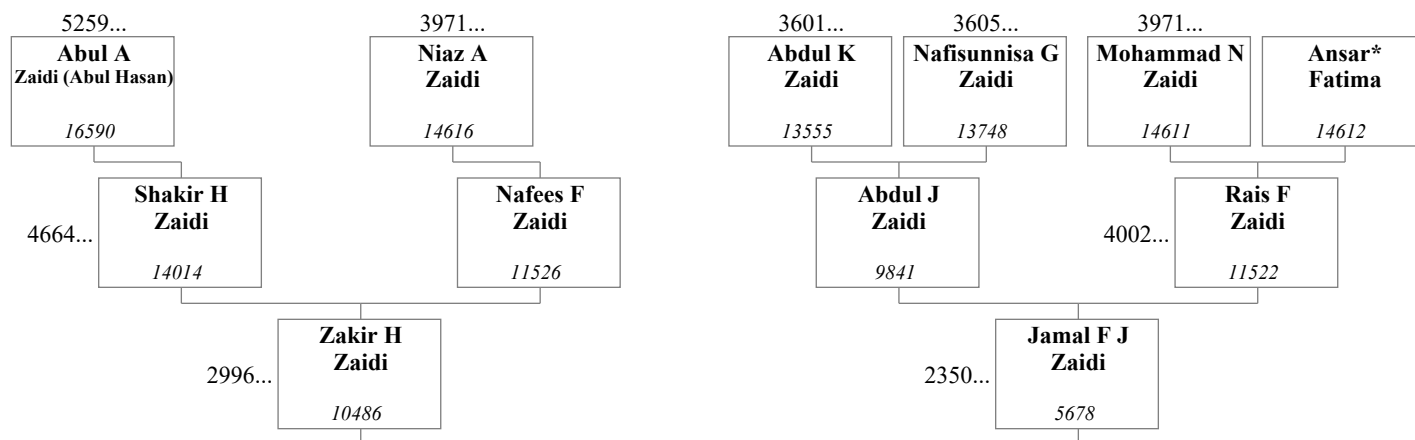 5259...
Abul A
Zaidi (Abul Hasan)
16590
3971...
Niaz A
Zaidi
14616
3601...
Abdul K
Zaidi
13555
3605...
Nafisunnisa G
Zaidi
13748
3971...
Mohammad N
Zaidi
14611
Ansar*
Fatima
14612
4664...
Shakir H
Zaidi
14014
Nafees F
Zaidi
11526
Abdul J
Zaidi
9841
4002...
Rais F
Zaidi
11522
2996...
Zakir H
Zaidi
10486
2350...
Jamal F J
Zaidi
5678